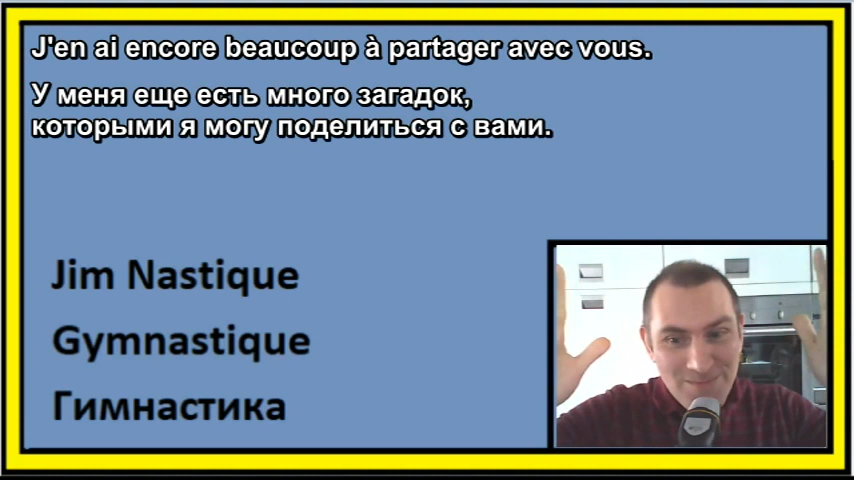 J'en ai encore beaucoup à partager avec vous.
У меня еще есть много загадок,
которыми я могу поделиться с вами.
Jim Nastique
Gymnastique
Гимнастика